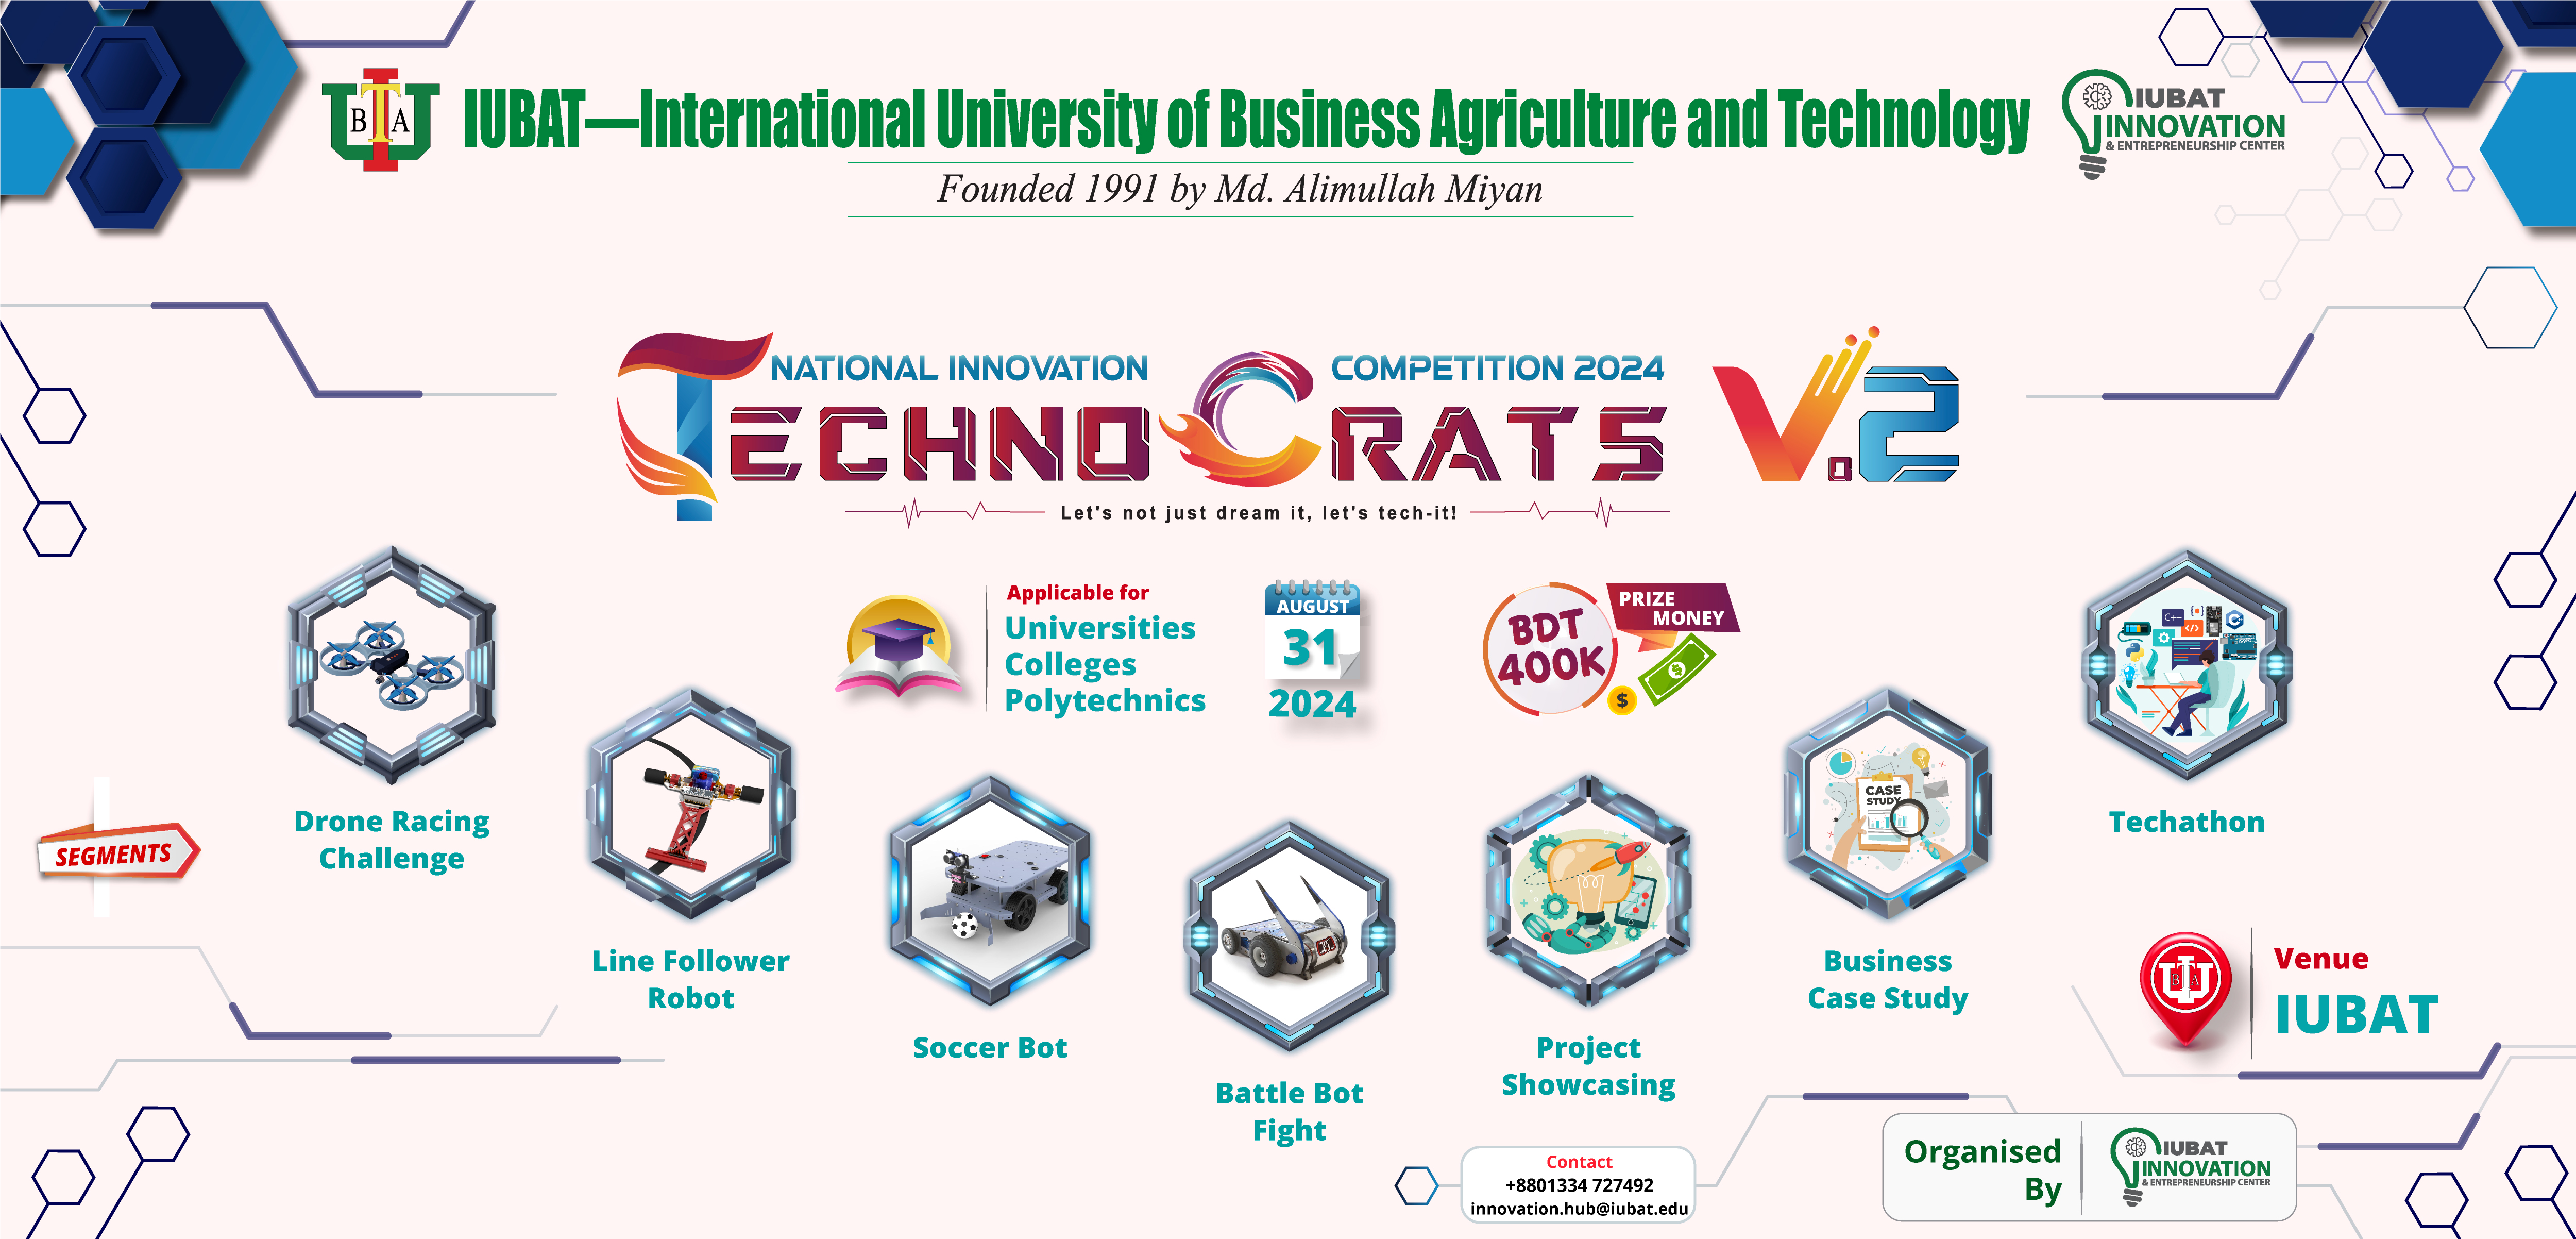 IUBAT—International University of Business Agriculture and Technology
Founded 1991 by Md. Alimullah Miyan
BA
IUBAT
INNOVATION
& ENTREPRENEURSHIP CENTER
NATIONAL INNOVATION COMPETITION 2024
TECHNOCRATS V.2
Let's not just dream it, let's tech-it!
Applicable for
Universities
Colleges
Polytechnics
AUGUST
31
2024
BDT
400K
PRIZE
MONEY
SEGMENTS
Drone Racing
Challenge
Line Follower
Robot
Soccer Bot
Battle Bot
Fight
Project
Showcasing
CASE
STUDY
Business
Case Study
C++
Techathon
Venue
IUBAT
Contact
+8801334 727492
innovation.hub@iubat.edu
Organised
By
IUBAT
INNOVATION
& ENTREPRENEURSHIP CENTER